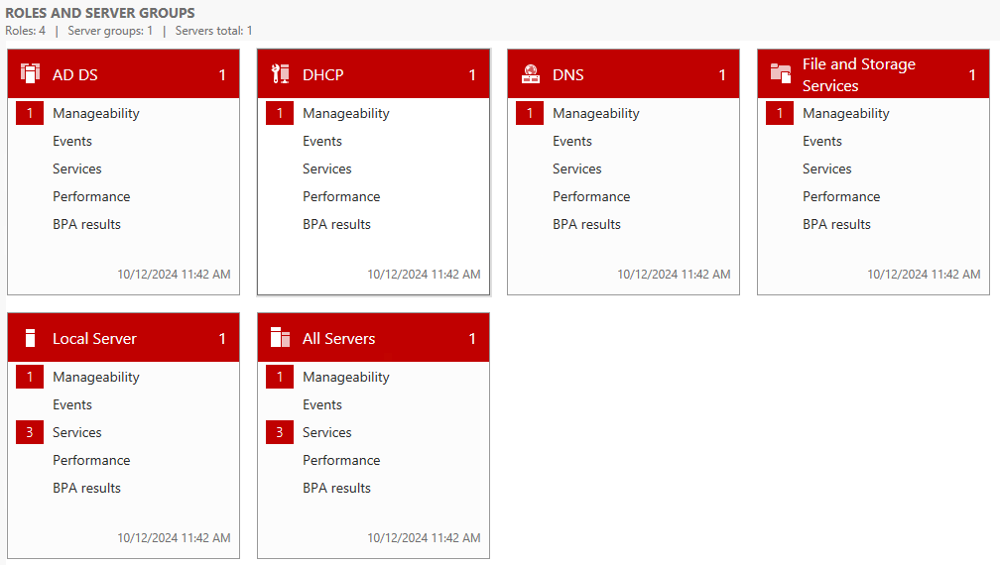 ROLES AND SERVER GROUPS
Roles: 4 | Server groups: 1 | Servers total: 1
AD DS 1
1 Manageability
Events
Services
Performance
BPA results
10/12/2024 11:42 AM
DHCP 1
1 Manageability
Events
Services
Performance
BPA results
10/12/2024 11:42 AM
DNS 1
1 Manageability
Events
Services
Performance
BPA results
10/12/2024 11:42 AM
File and Storage
Services 1
1 Manageability
Events
Services
Performance
BPA results
10/12/2024 11:42 AM
Local Server 1
1 Manageability
Events
3 Services
Performance
BPA results
10/12/2024 11:42 AM
All Servers 1
1 Manageability
Events
3 Services
Performance
BPA results
10/12/2024 11:42 AM